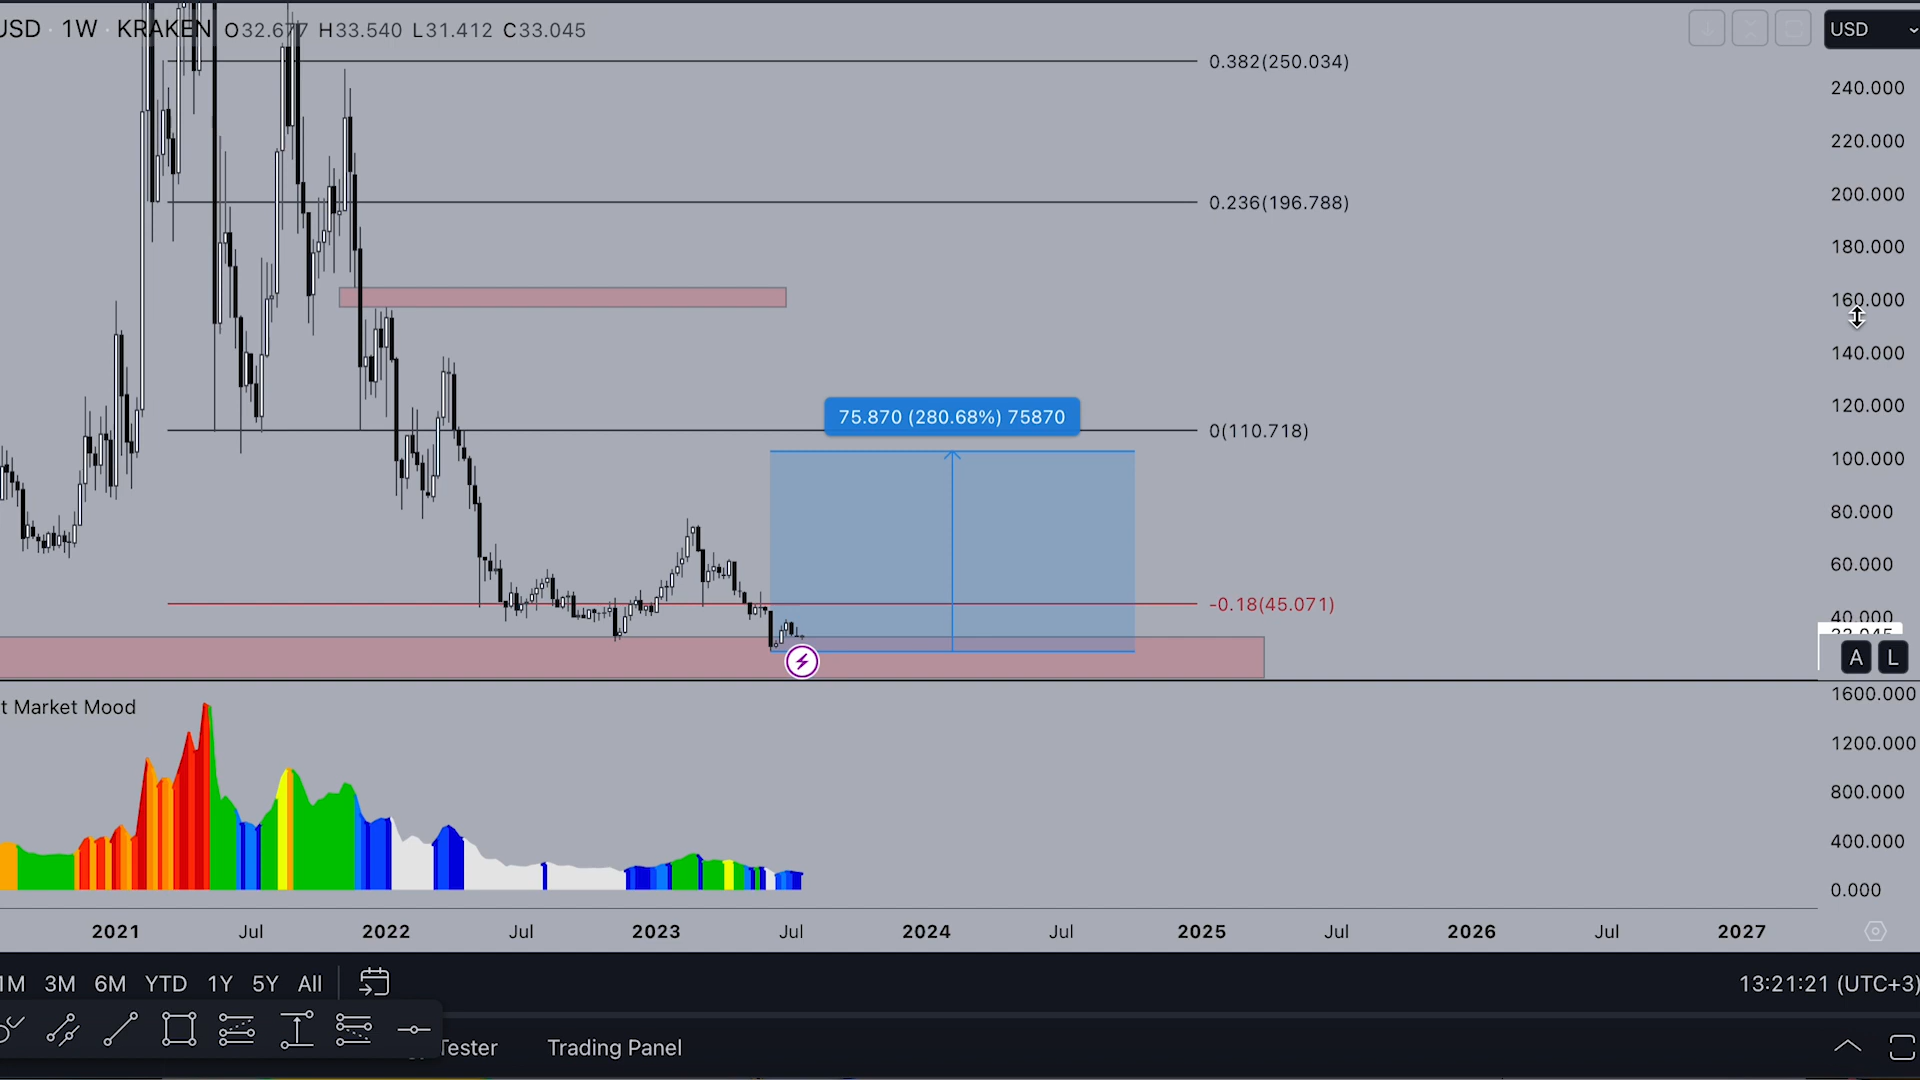 USD · 1W · KRAKEN O32.677 H33.540 L31.412 C33.045
USD
0.382(250.034)
240.000
220.000
0.236(196.788)
200.000
180.000
160.000
140.000
75.870 (280.68%) 75870
120.000
0(110.718)
100.000
80.000
60.000
-0.18(45.071)
40.000
33.045
A L
t Market Mood
1600.000
1200.000
800.000
400.000
0.000
2021 Jul 2022 Jul 2023 Jul 2024 Jul 2025 Jul 2026 Jul 2027
1M 3M 6M YTD 1Y 5Y All
13:21:21 (UTC+3)
Tester Trading Panel